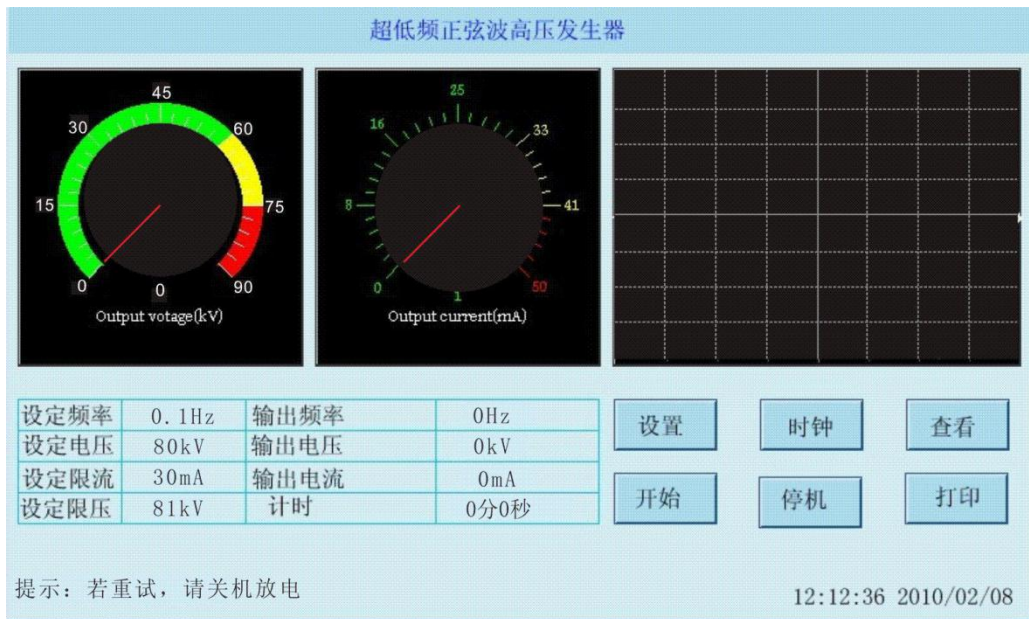 超低频正弦波高压发生器
45
30
60
15
75
0
0
90
Output votage(kV)
25
16
33
8
41
0
1
50
Output current(mA)
设定频率 0.1Hz 输出频率 0Hz
设定电压 80kV 输出电压 0kV
设定限流 30mA 输出电流 0mA
设定限压 81kV 计时 0分0秒
设置 时钟 查看
开始 停机 打印
提示：若重试，请关机放电
12:12:36 2010/02/08